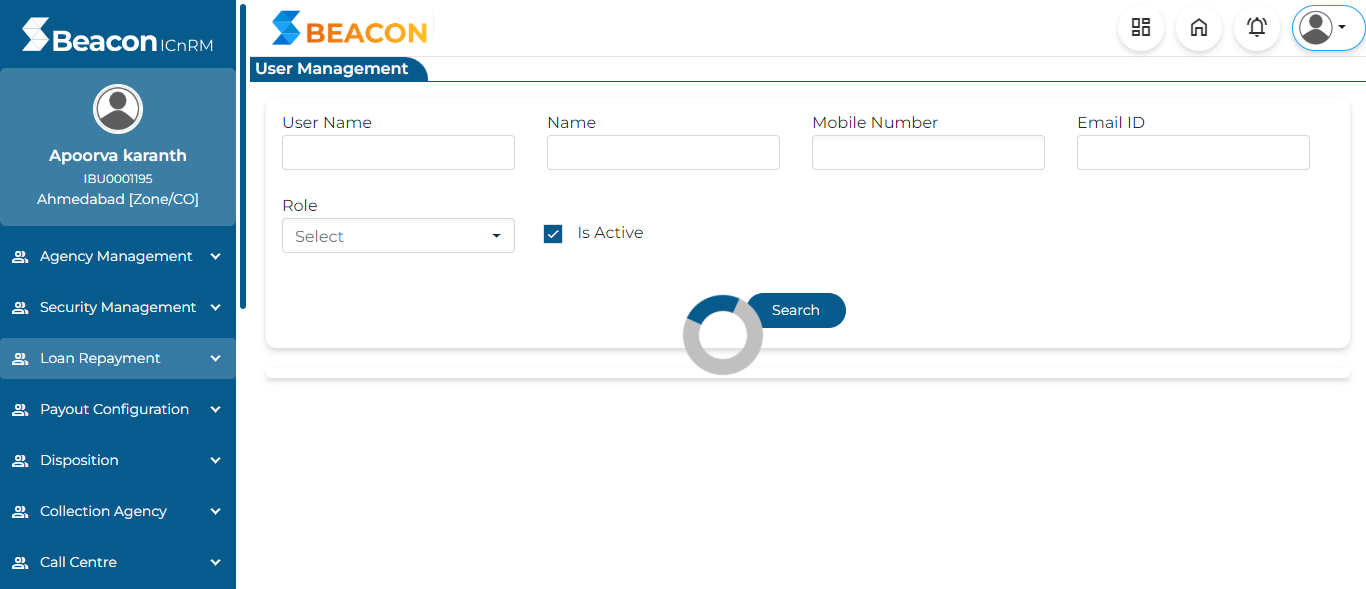 Beacon ICnRM
BEACON
User Management
Apoorva karanth
IBU0001195
Ahmedabad [Zone/CO]
Agency Management
Security Management
Loan Repayment
Payout Configuration
Disposition
Collection Agency
Call Centre
User Name
Name
Mobile Number
Email ID
Role
Select
Is Active
Search